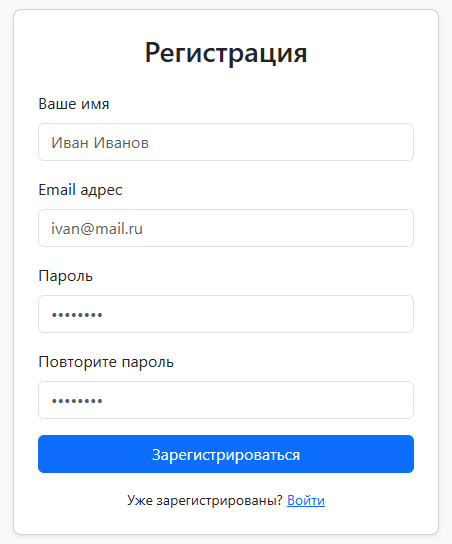 Регистрация
Ваше имя
Иван Иванов
Email адрес
ivan@mail.ru
Пароль
••••••••
Повторите пароль
••••••••
Зарегистрироваться
Уже зарегистрированы? Войти